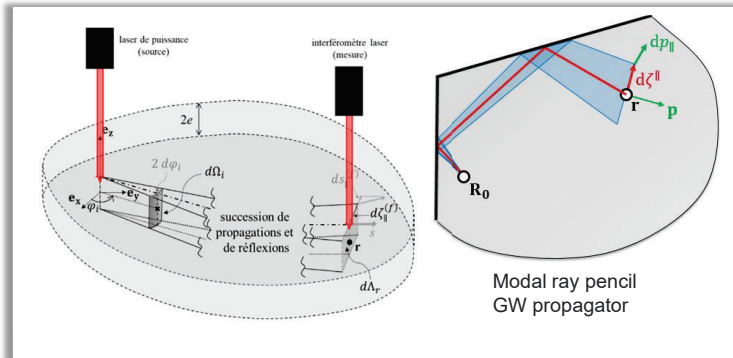 laser de puissance
(source)
interféromètre laser
(mesure)
2e
e_z
2 dφ_i
dΩ_i
e_x
φ_i
e_y
succession de
propagations et
de réflexions
dζ_∥^(f)
s
r
dΛ_r
dp_∥
dζ^∥
r
p
R_0
Modal ray pencil
GW propagator